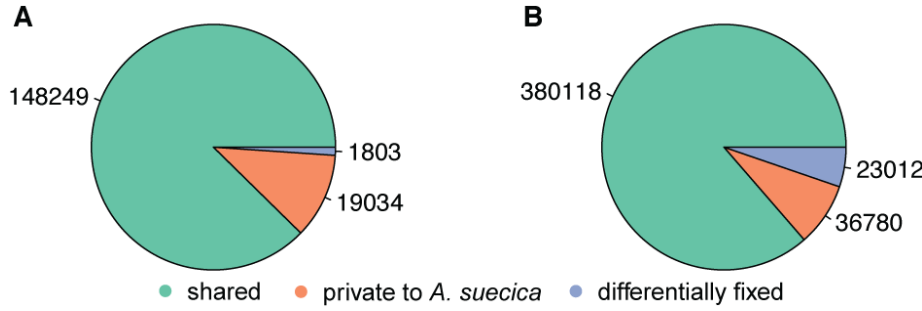 A
B
148249
1803
19034
380118
23012
36780
shared private to A. suecica differentially fixed